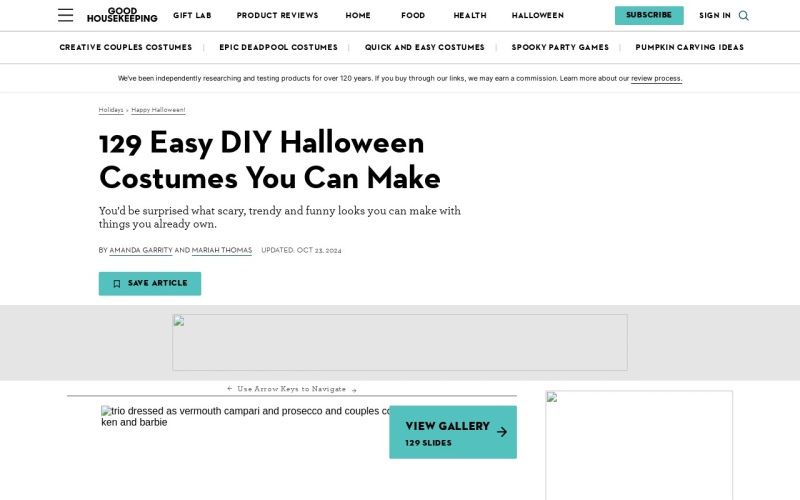 GOOD HOUSEKEEPING
GIFT LAB
PRODUCT REVIEWS
HOME
FOOD
HEALTH
HALLOWEEN
SUBSCRIBE
SIGN IN
CREATIVE COUPLES COSTUMES
EPIC DEADPOOL COSTUMES
QUICK AND EASY COSTUMES
SPOOKY PARTY GAMES
PUMPKIN CARVING IDEAS
We've been independently researching and testing products for over 120 years. If you buy through our links, we may earn a commission. Learn more about our review process.
Holidays
Happy Halloween!
129 Easy DIY Halloween
Costumes You Can Make
You'd be surprised what scary, trendy and funny looks you can make with
things you already own.
BY AMANDA GARRITY AND MARIAH THOMAS UPDATED: OCT 23, 2024
SAVE ARTICLE
← Use Arrow Keys to Navigate →
trio dressed as vermouth campari and prosecco and couples
ken and barbie
VIEW GALLERY
129 SLIDES